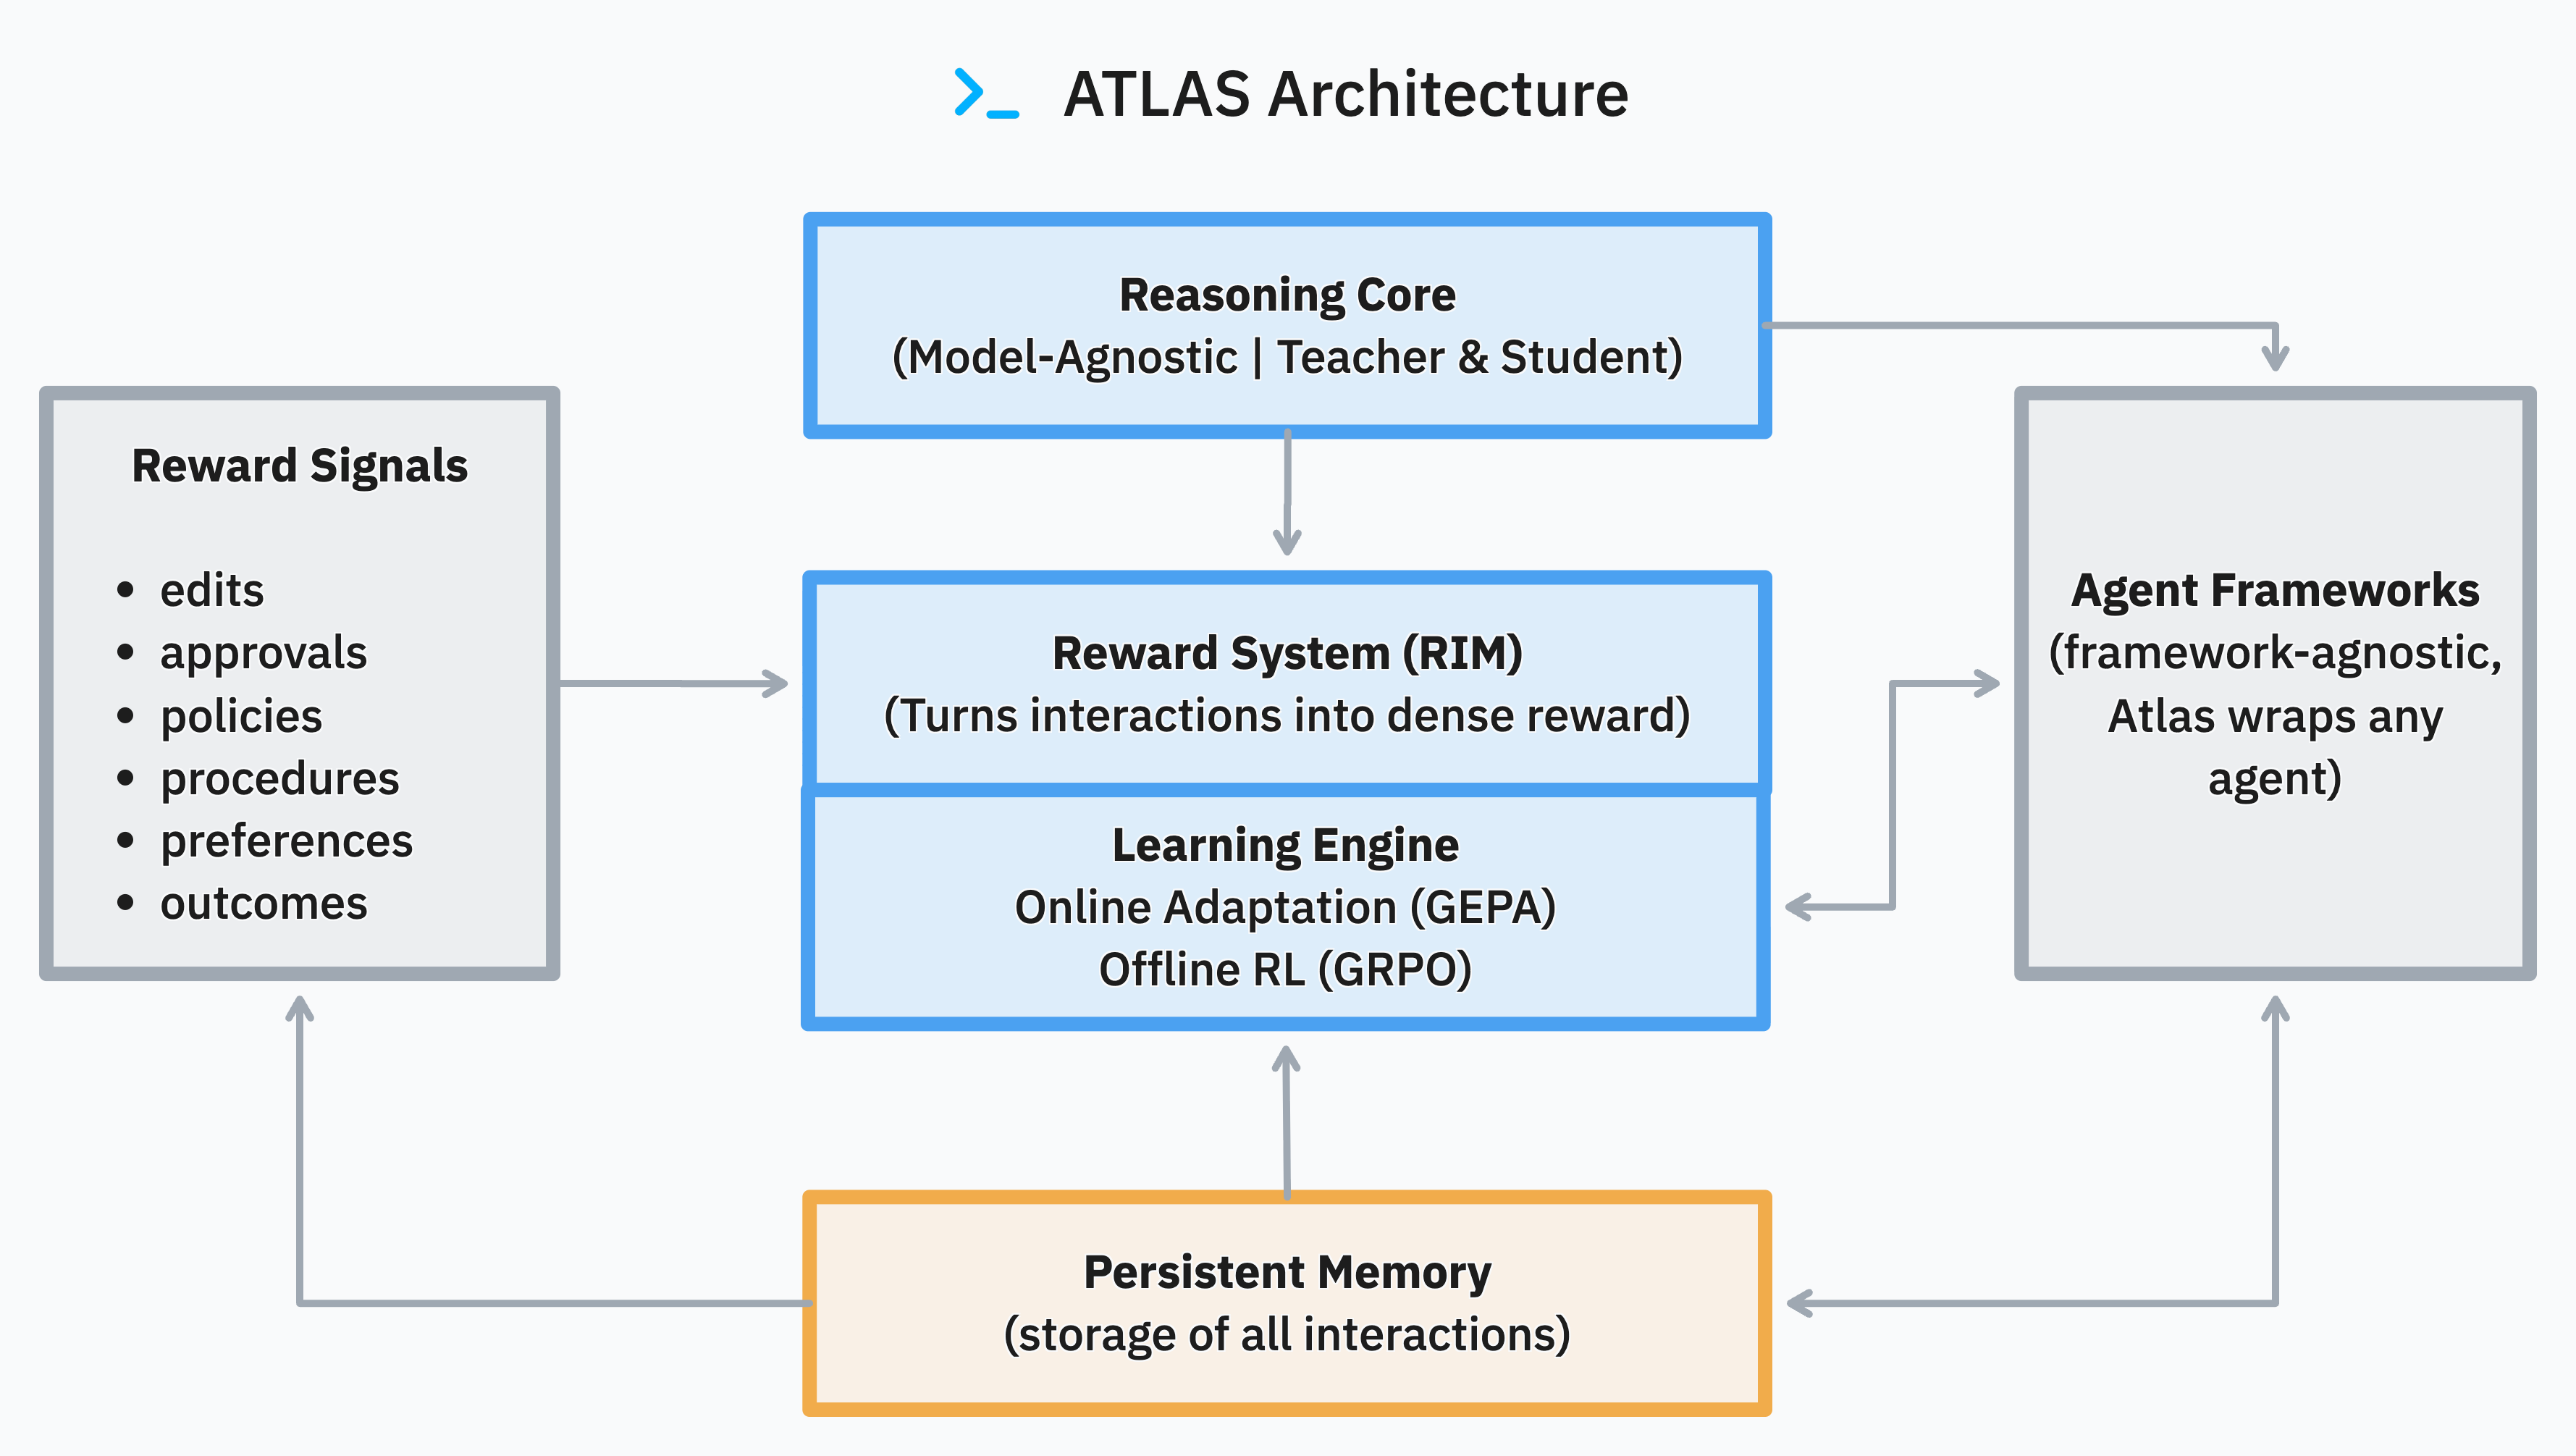 ATLAS Architecture
Reasoning Core
(Model-Agnostic | Teacher & Student)
Reward Signals
• edits
• approvals
• policies
• procedures
• preferences
• outcomes
Reward System (RIM)
(Turns interactions into dense reward)
Learning Engine
Online Adaptation (GEPA)
Offline RL (GRPO)
Agent Frameworks
(framework-agnostic,
Atlas wraps any
agent)
Persistent Memory
(storage of all interactions)